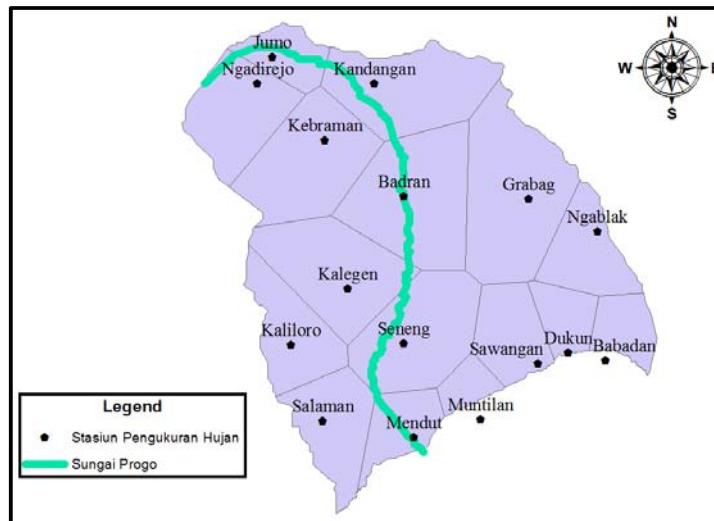 N
W
E
S
Jumo
Ngadirejo
Kandangan
Kebraman
Badran
Grabag
Ngablak
Kalegen
Kaliloro
Seneng
Sawangan
Dukun
Babadan
Salaman
Mendut
Muntilan
Legend
Stasiun Pengukuran Hujan
Sungai Progo